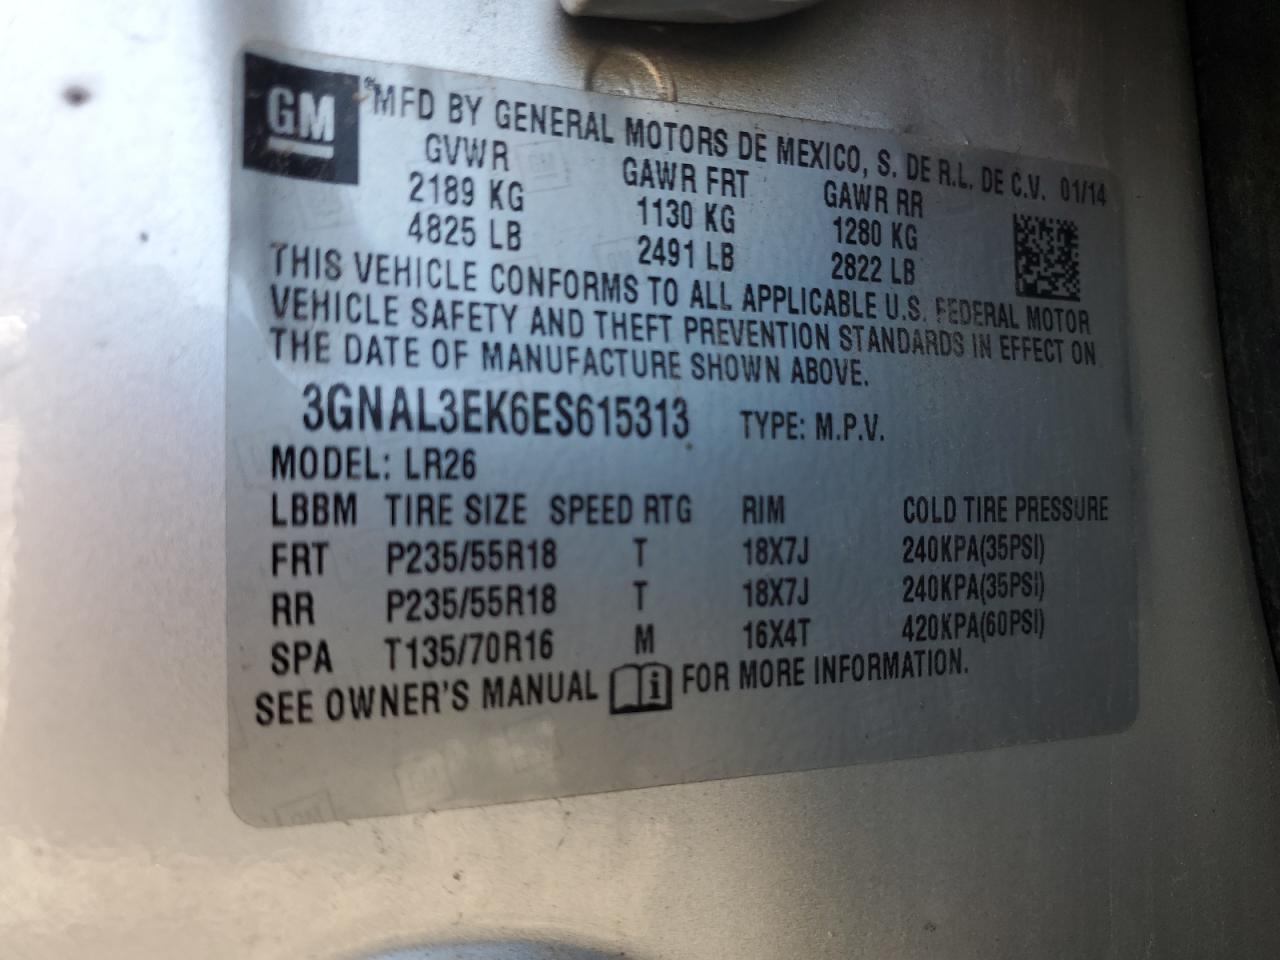 GM ® MFD BY GENERAL MOTORS DE MEXICO, S. DE R.L. DE C.V. 01/14
GVWR GAWR FRT GAWR RR
2189 KG 1130 KG 1280 KG
4825 LB 2491 LB 2822 LB
THIS VEHICLE CONFORMS TO ALL APPLICABLE U.S. FEDERAL MOTOR
VEHICLE SAFETY AND THEFT PREVENTION STANDARDS IN EFFECT ON
THE DATE OF MANUFACTURE SHOWN ABOVE.
3GNAL3EK6ES615313 TYPE: M.P.V.
MODEL: LR26
LBBM TIRE SIZE SPEED RTG RIM COLD TIRE PRESSURE
FRT P235/55R18 T 18X7J 240KPA(35PSI)
RR P235/55R18 T 18X7J 240KPA(35PSI)
SPA T135/70R16 M 16X4T 420KPA(60PSI)
SEE OWNER'S MANUAL i FOR MORE INFORMATION.